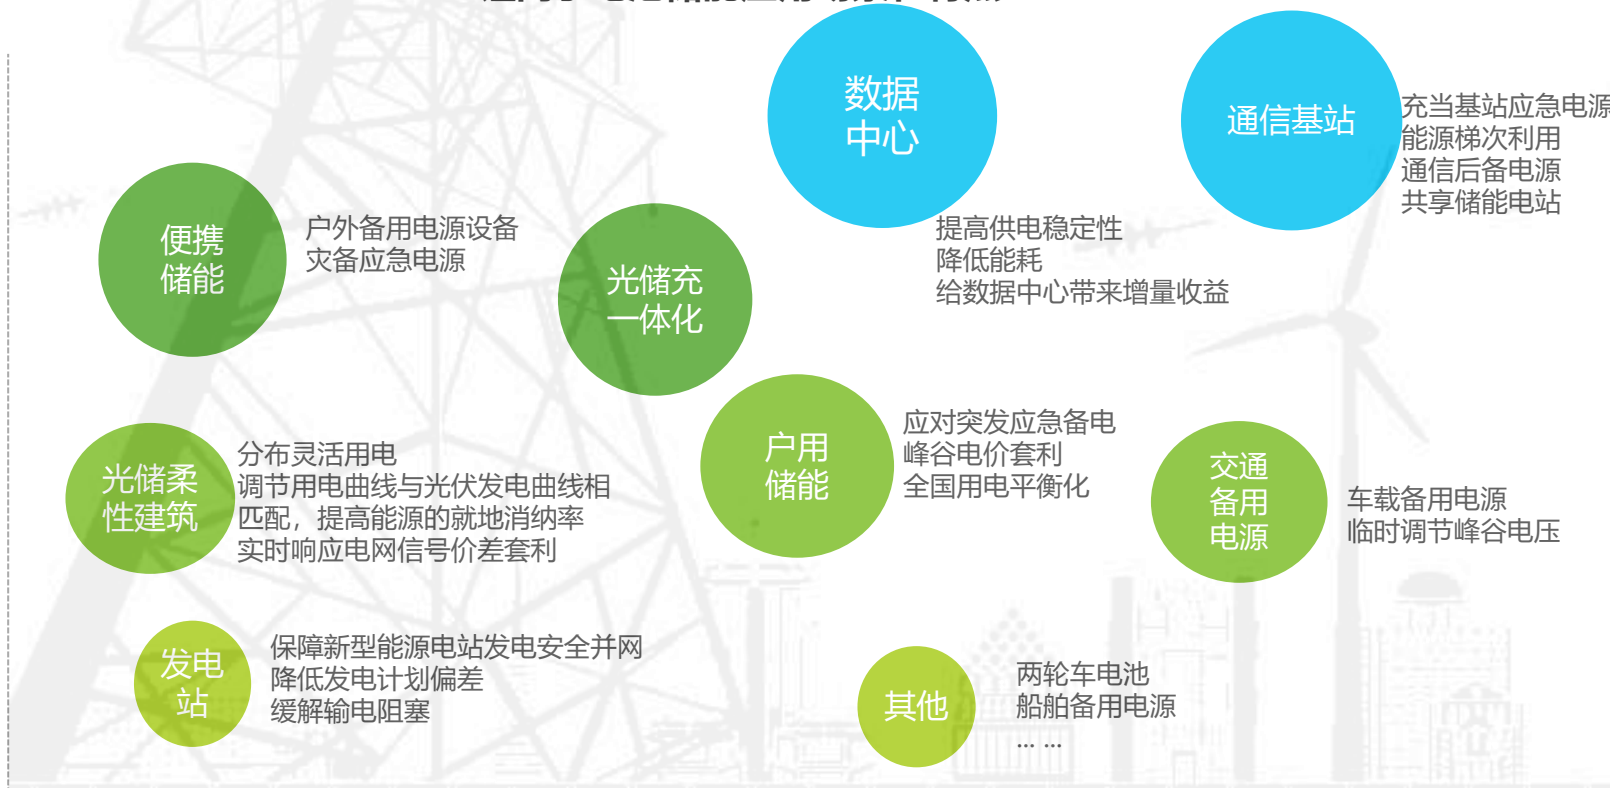 数据
中心
提高供电稳定性
降低能耗
给数据中心带来增量收益
通信基站
充当基站应急电源
能源梯次利用
通信后备电源
共享储能电站
便携
储能
户外备用电源设备
灾备应急电源
光储充
一体化
户用
储能
应对突发应急备电
峰谷电价套利
全国用电平衡化
光储柔
性建筑
分布灵活用电
调节用电曲线与光伏发电曲线相
匹配，提高能源的就地消纳率
实时响应电网信号价差套利
交通
备用
电源
车载备用电源
临时调节峰谷电压
发电
站
保障新型能源电站发电安全并网
降低发电计划偏差
缓解输电阻塞
其他
两轮车电池
船舶备用电源
... ...